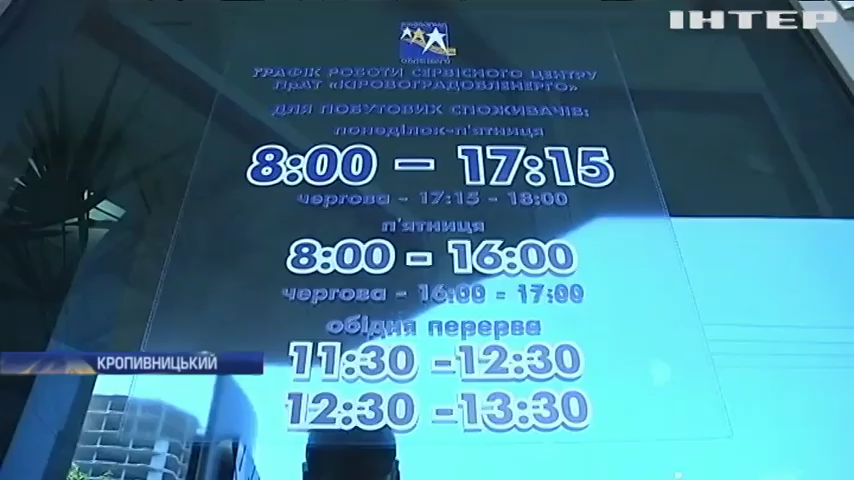 ІНТЕР
ГРАФІК РОБОТИ СЕРВІСНОГО ЦЕНТРУ
ПрАТ «КІРОВОГРАДОБЛЕНЕРГО»
ДЛЯ ПОБУТОВИХ СПОЖИВАЧІВ:
понеділок-п'ятниця
8:00 – 17:15
чергова - 17:15 - 18:00
п'ятниця
8:00 - 16:00
чергова - 16:00 - 17:00
обідня перерва
11:30 -12:30
12:30 -13:30
КРОПИВНИЦЬКИЙ